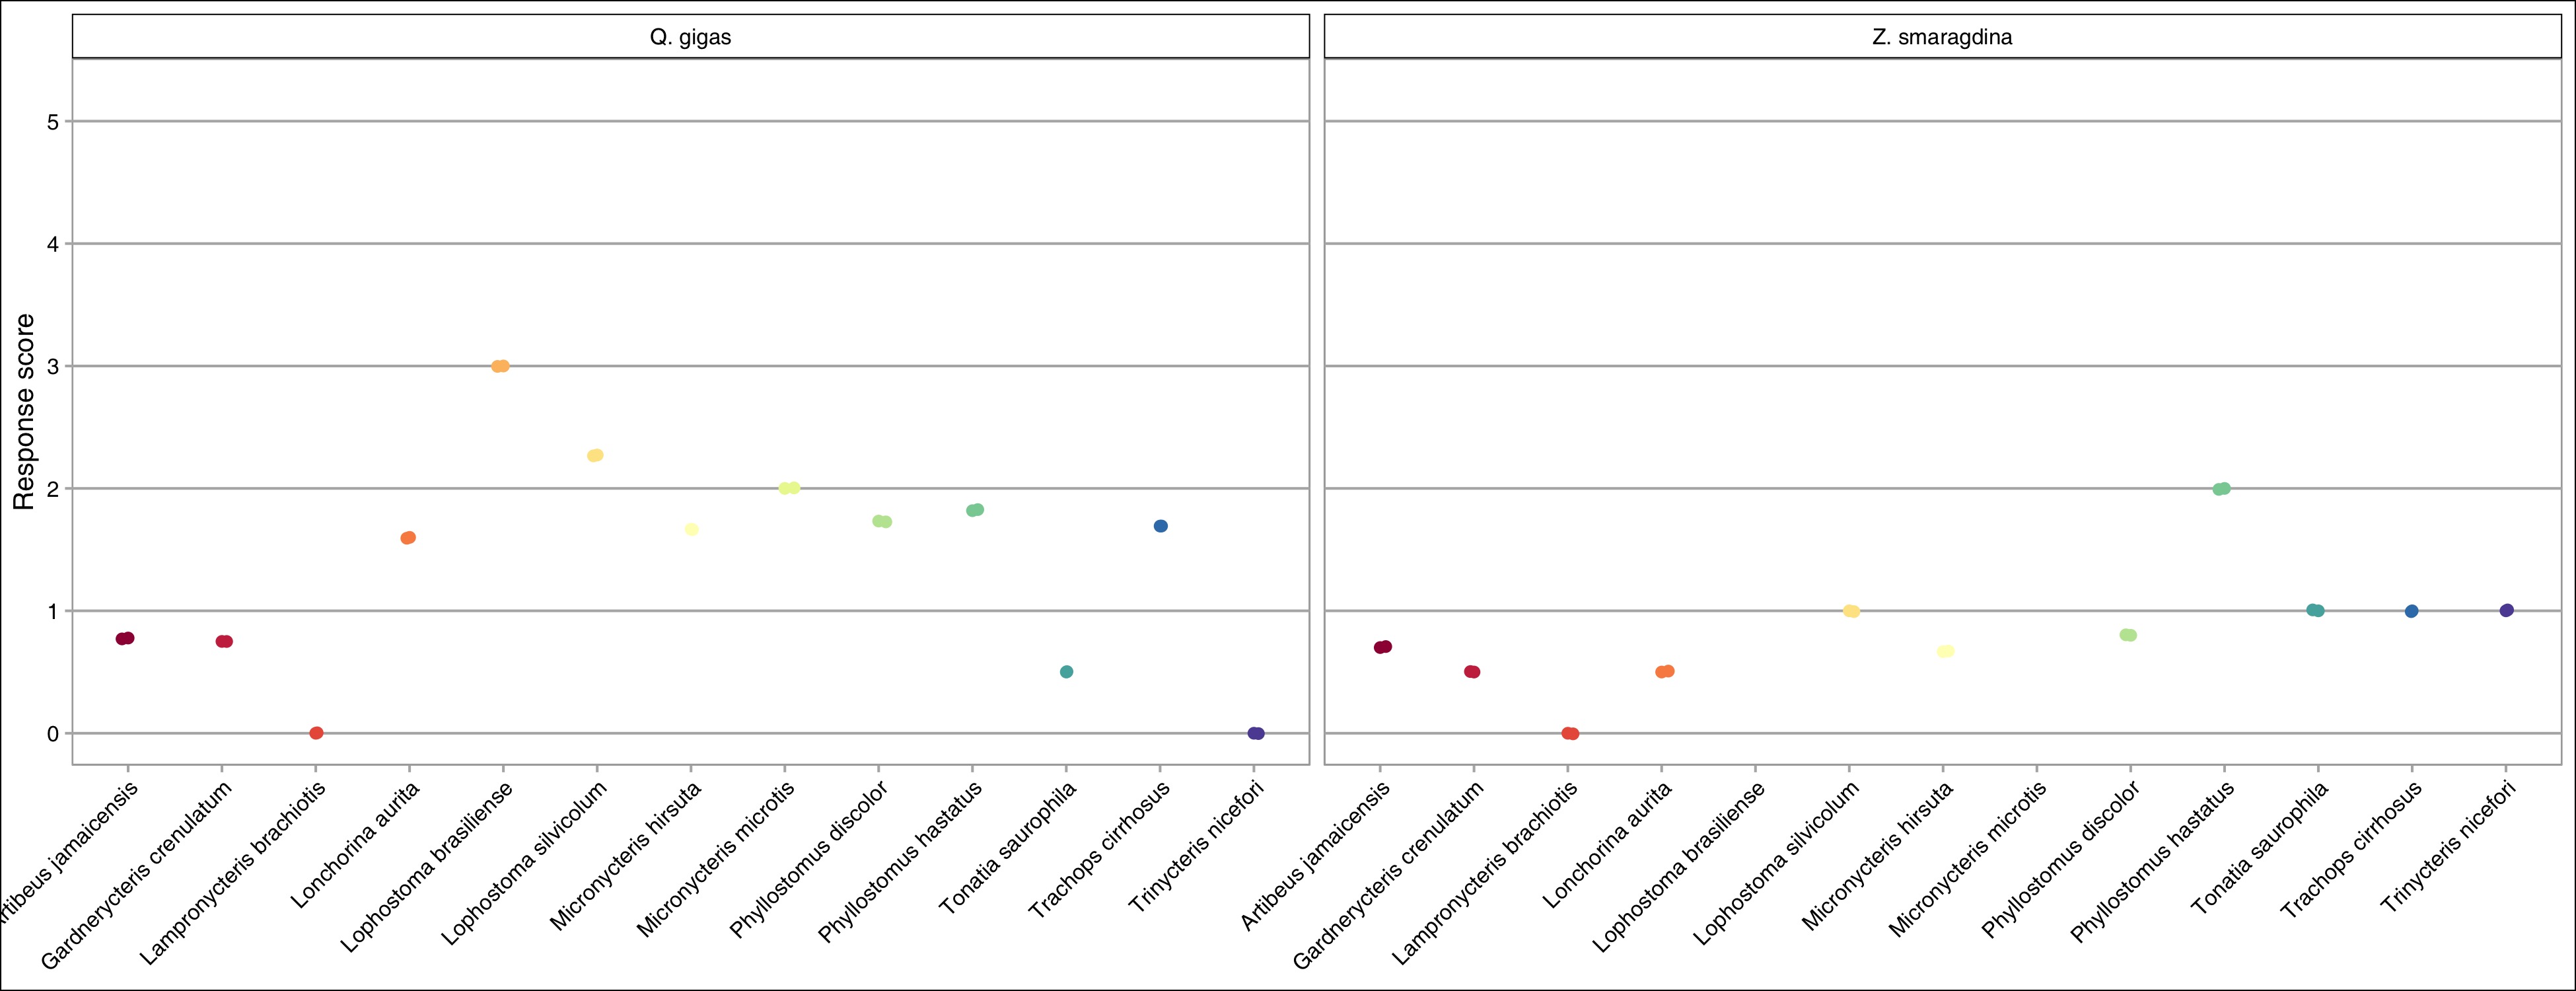 Q. gigas
Z. smaragdina
Response score
5
4
3
2
1
0
rtibeus jamaicensis
Gardnerycteris crenulatum
Lampronycteris brachiotis
Lonchorina aurita
Lophostoma brasiliense
Lophostoma silvicolum
Micronycteris hirsuta
Micronycteris microtis
Phyllostomus discolor
Phyllostomus hastatus
Tonatia saurophila
Trachops cirrhosus
Trinycteris nicefori
Artibeus jamaicensis
Gardnerycteris crenulatum
Lampronycteris brachiotis
Lonchorina aurita
Lophostoma brasiliense
Lophostoma silvicolum
Micronycteris hirsuta
Micronycteris microtis
Phyllostomus discolor
Phyllostomus hastatus
Tonatia saurophila
Trachops cirrhosus
Trinycteris nicefori